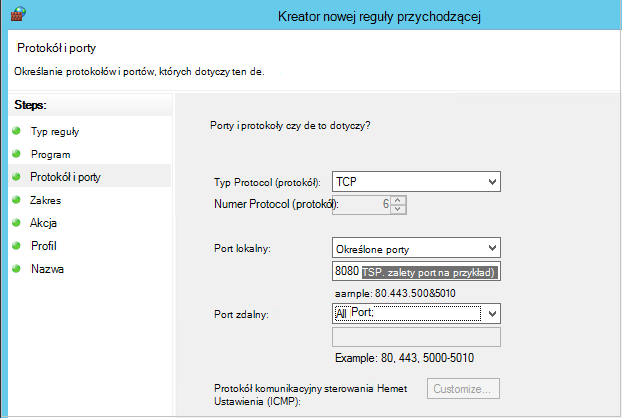 Kreator nowej reguły przychodzącej
Protokół i porty
Określanie protokołów i portów, których dotyczy ten de.
Steps:
Typ reguły
Program
Protokół i porty
Zakres
Akcja
Profil
Nazwa
Porty i protokoły czy de to dotyczy?
Typ Protocol (protokół): TCP
Numer Protocol (protokół): 6
Port lokalny: Określone porty
8080 TSP. zalety port na przykład)
aample: 80.443.500&5010
Port zdalny: All Port;
Example: 80, 443, 5000-5010
Protokół komunikacyjny sterowania Hemet Customize...
Ustawienia (ICMP):